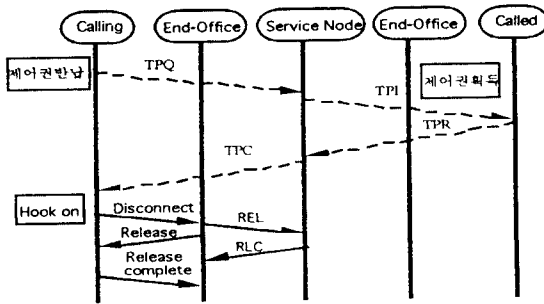 Calling
End-Office
Service Node
End-Office
Called
제어권반납
TPQ
TPI
제어권획득
TPR
TPC
Hook on
Disconnect
REL
Release
RLC
Release
complete